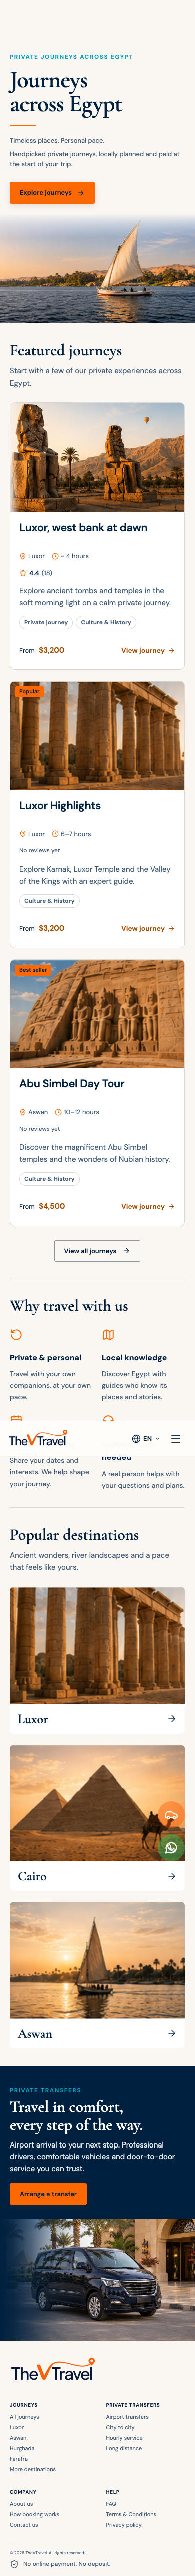 PRIVATE JOURNEYS ACROSS EGYPT
Journeys
across Egypt
Timeless places. Personal pace.
Handpicked private journeys, locally planned and paid at
the start of your trip.
Explore journeys
Featured journeys
Start with a few of our private experiences across
Egypt.
Luxor, west bank at dawn
Luxor ~ 4 hours
4.4 (18)
Explore ancient tombs and temples in the
soft morning light on a calm private journey.
Private journey Culture & History
From $3,200 View journey
Popular
Luxor Highlights
Luxor 6–7 hours
No reviews yet
Explore Karnak, Luxor Temple and the Valley
of the Kings with an expert guide.
Culture & History
From $3,200 View journey
Best seller
Abu Simbel Day Tour
Aswan 10–12 hours
No reviews yet
Discover the magnificent Abu Simbel
temples and the wonders of Nubian history.
Culture & History
From $4,500 View journey
View all journeys
Why travel with us
Private & personal
Travel with your own
companions, at your own
pace.
Local knowledge
Discover Egypt with
guides who know its
places and stories.
TheVTravel
EN
Share your dates and
interests. We help shape
your journey.
needed
A real person helps with
your questions and plans.
Popular destinations
Ancient wonders, river landscapes and a pace
that feels like yours.
Luxor
Cairo
Aswan
PRIVATE TRANSFERS
Travel in comfort,
every step of the way.
Airport arrival to your next stop. Professional
drivers, comfortable vehicles and door-to-door
service you can trust.
Arrange a transfer
TheVTravel
JOURNEYS
All journeys
Luxor
Aswan
Hurghada
Farafra
More destinations
PRIVATE TRANSFERS
Airport transfers
City to city
Hourly service
Long distance
COMPANY
About us
How booking works
Contact us
HELP
FAQ
Terms & Conditions
Privacy policy
© 2026 TheVTravel. All rights reserved.
No online payment. No deposit.